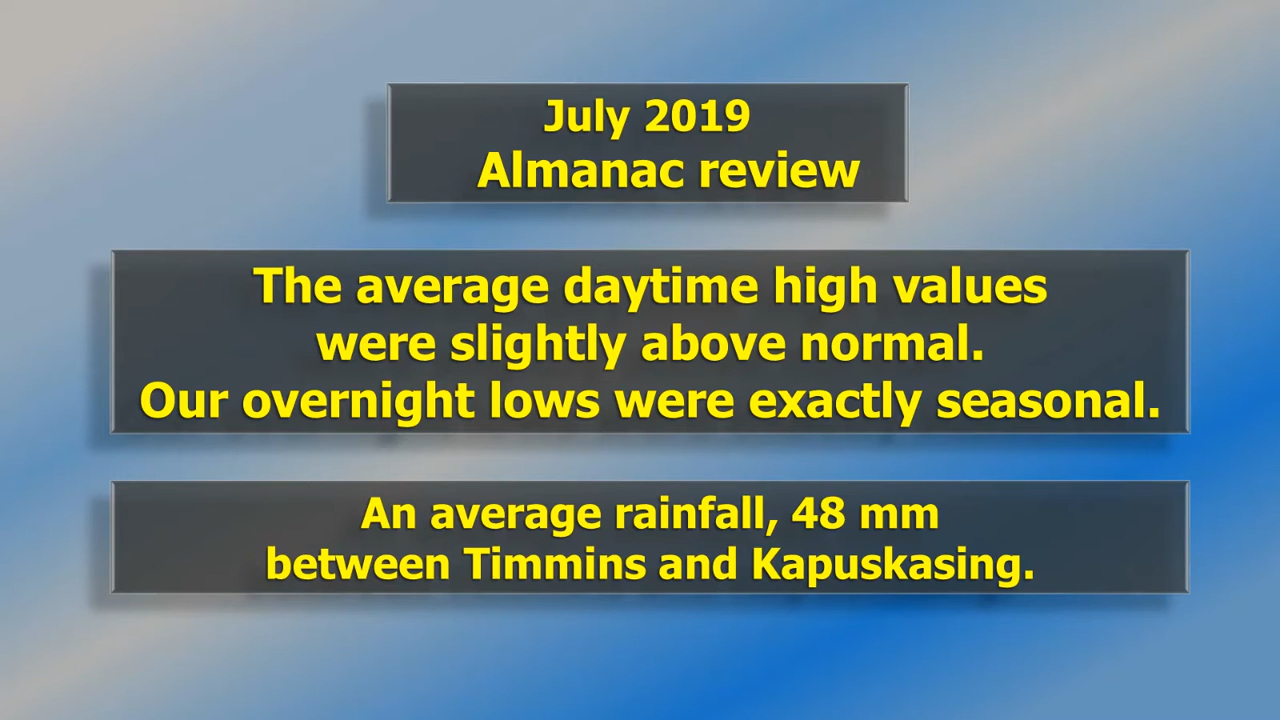 July 2019
Almanac review
The average daytime high values
were slightly above normal.
Our overnight lows were exactly seasonal.
An average rainfall, 48 mm
between Timmins and Kapuskasing.